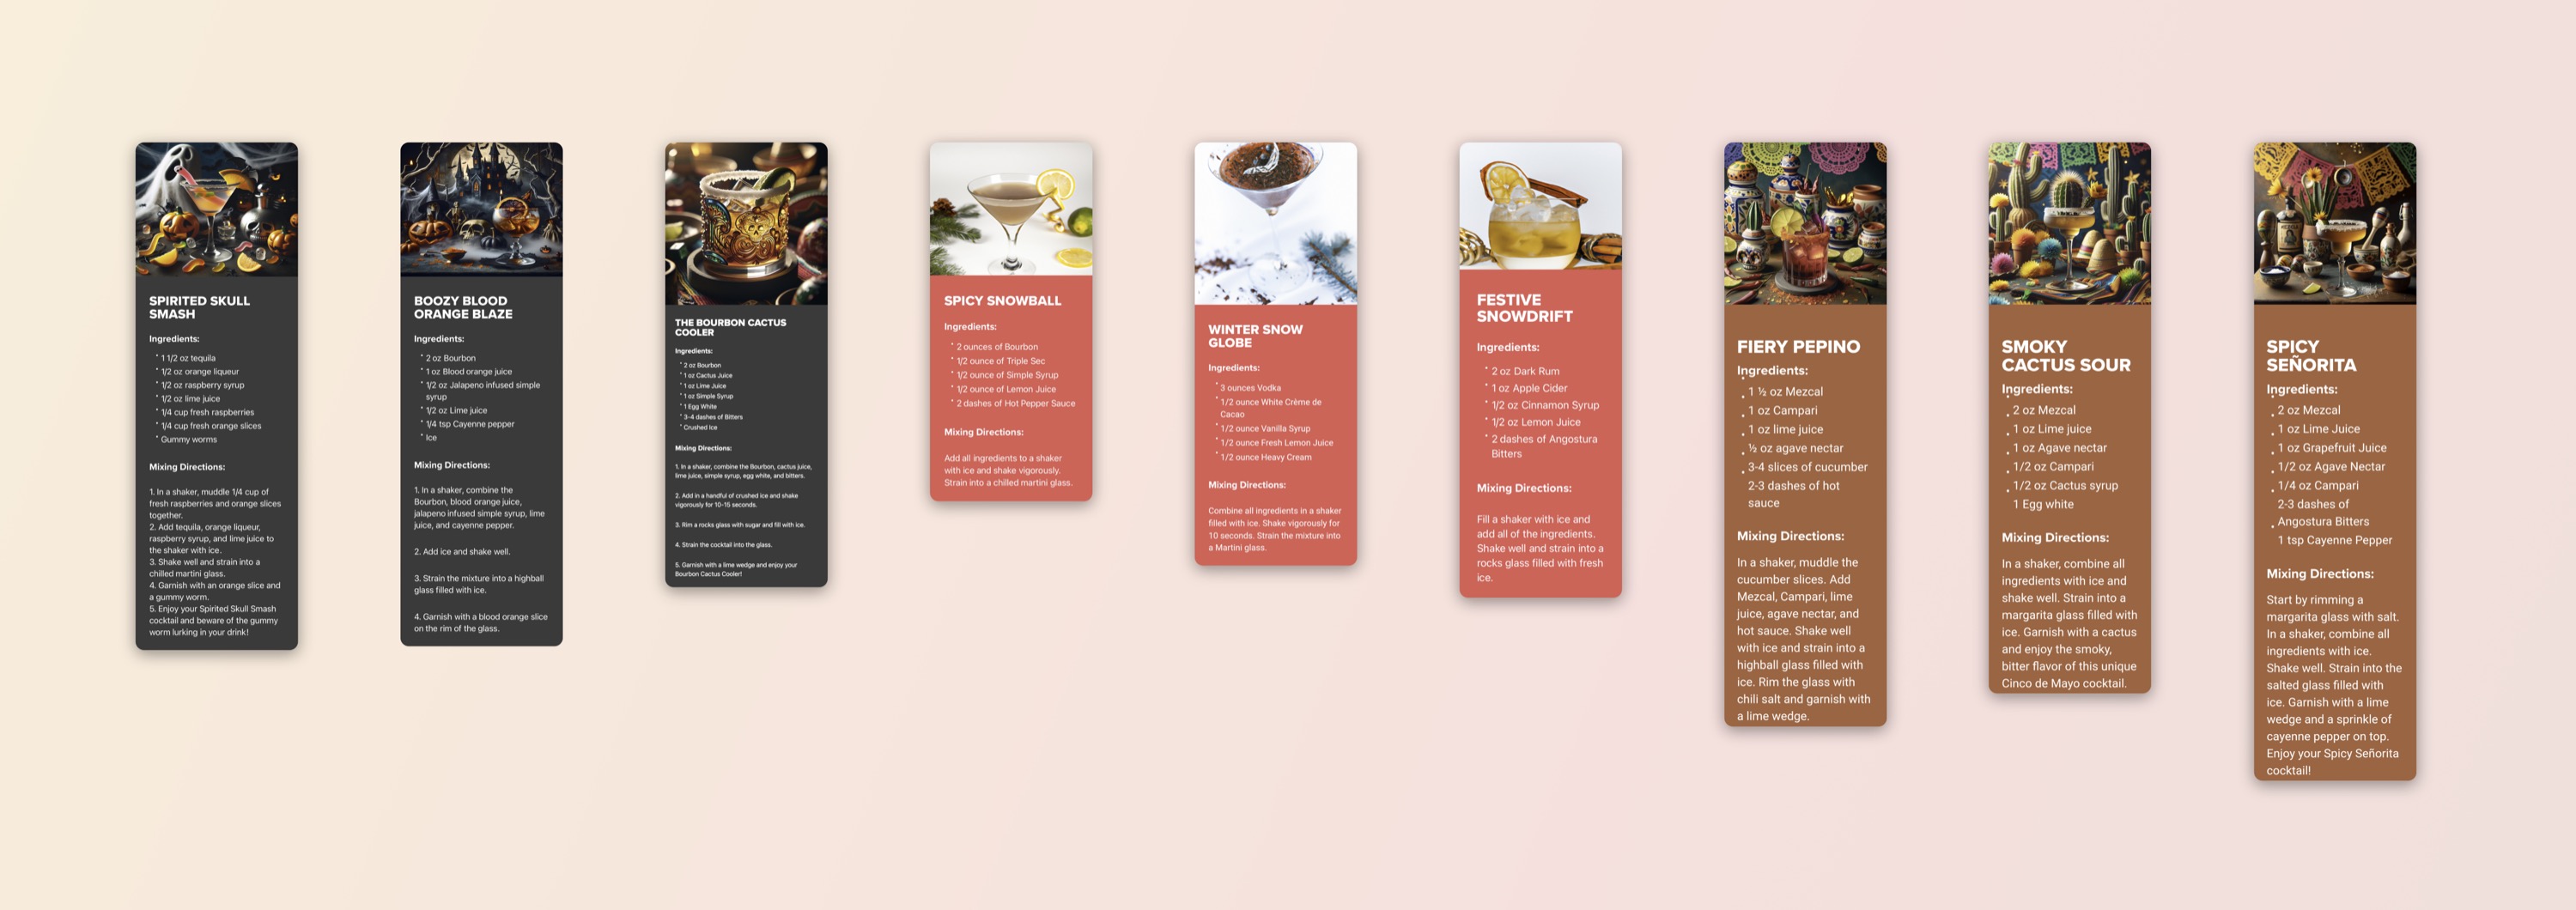 SPIRITED SKULL
SMASH
Ingredients:
• 1 1/2 oz tequila
• 1/2 oz orange liqueur
• 1/2 oz raspberry syrup
• 1/2 oz lime juice
• 1/4 cup fresh raspberries
• 1/4 cup fresh orange slices
• Gummy worms
Mixing Directions:
1. In a shaker, muddle 1/4 cup of
fresh raspberries and orange slices
together.
2. Add tequila, orange liqueur,
raspberry syrup, and lime juice to
the shaker with ice.
3. Shake well and strain into a
chilled martini glass.
4. Garnish with an orange slice and
a gummy worm.
5. Enjoy your Spirited Skull Smash
cocktail and beware of the gummy
worm lurking in your drink!
BOOZY BLOOD
ORANGE BLAZE
Ingredients:
• 2 oz Bourbon
• 1 oz Blood orange juice
• 1/2 oz Jalapeno infused simple
syrup
• 1/2 oz Lime juice
• 1/4 tsp Cayenne pepper
• Ice
Mixing Directions:
1. In a shaker, combine the
Bourbon, blood orange juice,
jalapeno infused simple syrup, lime
juice, and cayenne pepper.
2. Add ice and shake well.
3. Strain the mixture into a highball
glass filled with ice.
4. Garnish with a blood orange slice
on the rim of the glass.
THE BOURBON CACTUS
COOLER
Ingredients:
• 2 oz Bourbon
• 1 oz Cactus Juice
• 1 oz Lime Juice
• 1 oz Simple Syrup
• 1 Egg White
• 3-4 dashes of Bitters
• Crushed Ice
Mixing Directions:
1. In a shaker, combine the Bourbon, cactus juice,
lime juice, simple syrup, egg white, and bitters.
2. Add in a handful of crushed ice and shake
vigorously for 10-15 seconds.
3. Rim a rocks glass with sugar and fill with ice.
4. Strain the cocktail into the glass.
5. Garnish with a lime wedge and enjoy your
Bourbon Cactus Cooler!
SPICY SNOWBALL
Ingredients:
• 2 ounces of Bourbon
• 1/2 ounce of Triple Sec
• 1/2 ounce of Simple Syrup
• 1/2 ounce of Lemon Juice
• 2 dashes of Hot Pepper Sauce
Mixing Directions:
Add all ingredients to a shaker
with ice and shake vigorously.
Strain into a chilled martini glass.
WINTER SNOW
GLOBE
Ingredients:
• 3 ounces Vodka
• 1/2 ounce White Crème de
Cacao
• 1/2 ounce Vanilla Syrup
• 1/2 ounce Fresh Lemon Juice
• 1/2 ounce Heavy Cream
Mixing Directions:
Combine all ingredients in a shaker
filled with ice. Shake vigorously for
10 seconds. Strain the mixture into
a Martini glass.
FESTIVE
SNOWDRIFT
Ingredients:
• 2 oz Dark Rum
• 1 oz Apple Cider
• 1/2 oz Cinnamon Syrup
• 1/2 oz Lemon Juice
• 2 dashes of Angostura
Bitters
Mixing Directions:
Fill a shaker with ice and
add all of the ingredients.
Shake well and strain into a
rocks glass filled with fresh
ice.
FIERY PEPINO
Ingredients:
• 1 ½ oz Mezcal
• 1 oz Campari
• 1 oz lime juice
• ½ oz agave nectar
• 3-4 slices of cucumber
• 2-3 dashes of hot
sauce
Mixing Directions:
In a shaker, muddle the
cucumber slices. Add
Mezcal, Campari, lime
juice, agave nectar, and
hot sauce. Shake well
with ice and strain into a
highball glass filled with
ice. Rim the glass with
chili salt and garnish with
a lime wedge.
SMOKY
CACTUS SOUR
Ingredients:
• 2 oz Mezcal
• 1 oz Lime juice
• 1 oz Agave nectar
• 1/2 oz Campari
• 1/2 oz Cactus syrup
• 1 Egg white
Mixing Directions:
In a shaker, combine all
ingredients with ice and
shake well. Strain into a
margarita glass filled with
ice. Garnish with a cactus
and enjoy the smoky,
bitter flavor of this unique
Cinco de Mayo cocktail.
SPICY
SEÑORITA
Ingredients:
• 2 oz Mezcal
• 1 oz Lime Juice
• 1 oz Grapefruit Juice
• 1/2 oz Agave Nectar
• 1/4 oz Campari
• 2-3 dashes of
Angostura Bitters
• 1 tsp Cayenne Pepper
Mixing Directions:
Start by rimming a
margarita glass with salt.
In a shaker, combine all
ingredients with ice.
Shake well. Strain into the
salted glass filled with
ice. Garnish with a lime
wedge and a sprinkle of
cayenne pepper on top.
Enjoy your Spicy Señorita
cocktail!